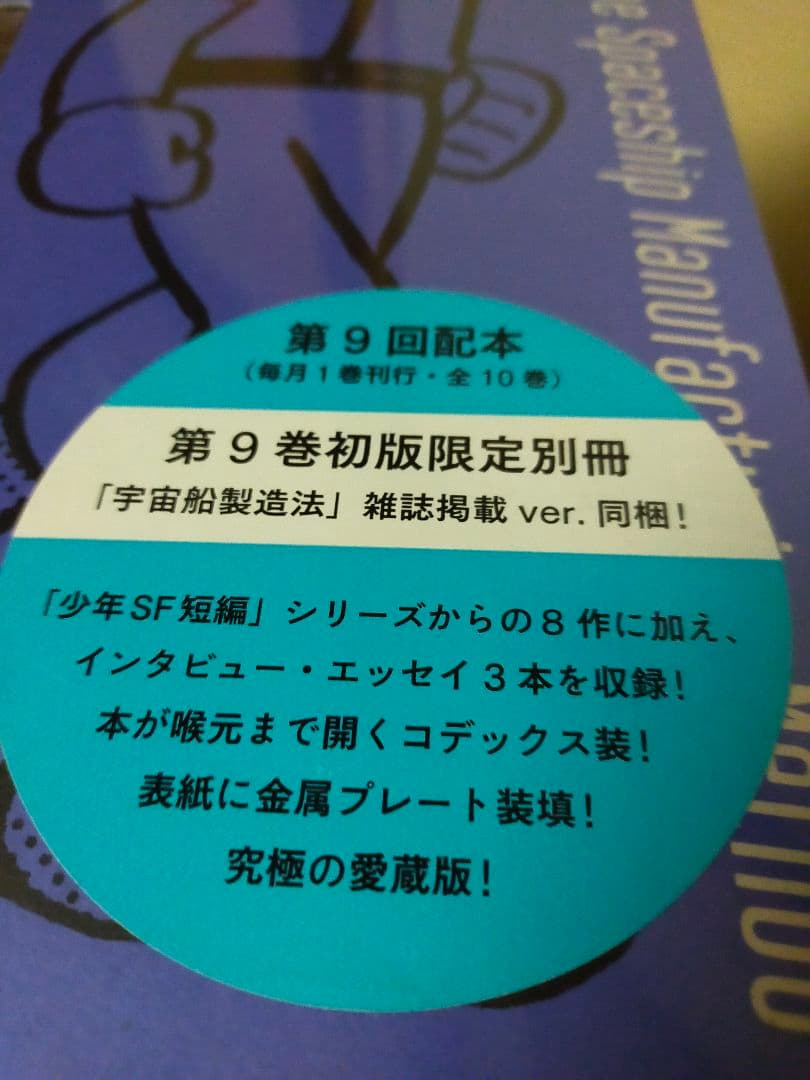 Spaceship Manufactu
第9回配本
(毎月1巻刊行・全10巻)
第9巻初版限定別冊
「宇宙船製造法」雑誌掲載 ver. 同梱!
「少年SF短編」シリーズからの8作に加え、
インタビュー・エッセイ3本を収録!
本が喉元まで開くコデックス装!
表紙に金属プレート装填!
究極の愛蔵版!